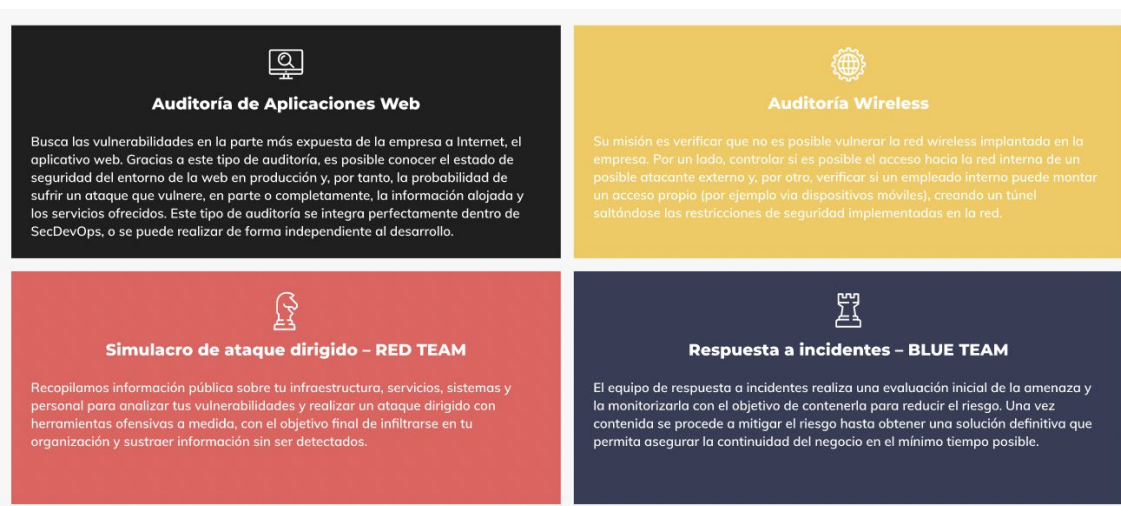 Auditoría de Aplicaciones Web
Busca las vulnerabilidades en la parte más expuesta de la empresa a Internet, el
aplicativo web. Gracias a este tipo de auditoría, es posible conocer el estado de
seguridad del entorno de la web en producción y, por tanto, la probabilidad de
sufrir un ataque que vulnere, en parte o completamente, la información alojada y
los servicios ofrecidos. Este tipo de auditoría se integra perfectamente dentro de
SecDevOps, o se puede realizar de forma independiente al desarrollo.
Auditoría Wireless
Su misión es verificar que no es posible vulnerar la red wireless implantada en la
empresa. Por un lado, controlar si es posible el acceso hacia la red interna de un
posible atacante externo y, por otro, verificar si un empleado interno puede montar
un acceso propio (por ejemplo via dispositivos móviles), creando un túnel
saltándose las restricciones de seguridad implementadas en la red.
Simulacro de ataque dirigido – RED TEAM
Recopilamos información pública sobre tu infraestructura, servicios, sistemas y
personal para analizar tus vulnerabilidades y realizar un ataque dirigido con
herramientas ofensivas a medida, con el objetivo final de infiltrarse en tu
organización y sustraer información sin ser detectados.
Respuesta a incidentes – BLUE TEAM
El equipo de respuesta a incidentes realiza una evaluación inicial de la amenaza y
la monitorizarla con el objetivo de contenerla para reducir el riesgo. Una vez
contenida se procede a mitigar el riesgo hasta obtener una solución definitiva que
permita asegurar la continuidad del negocio en el mínimo tiempo posible.